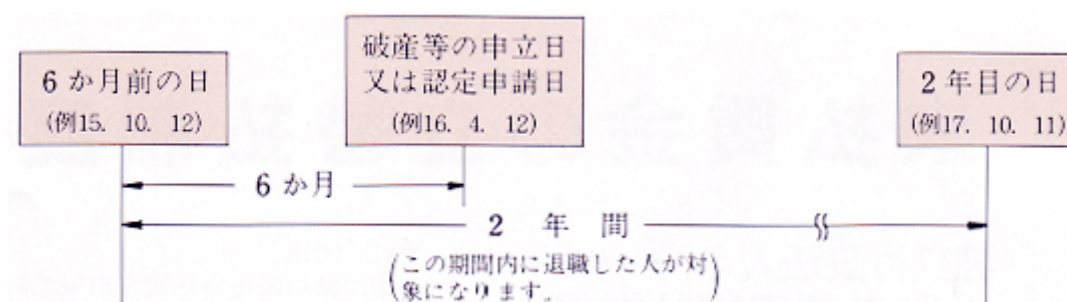 6か月前の日
(例15. 10. 12)
破産等の申立日
又は認定申請日
(例16. 4. 12)
2年目の日
(例17. 10. 11)
6か月
2年間
(この期間内に退職した人が対
象になります。)